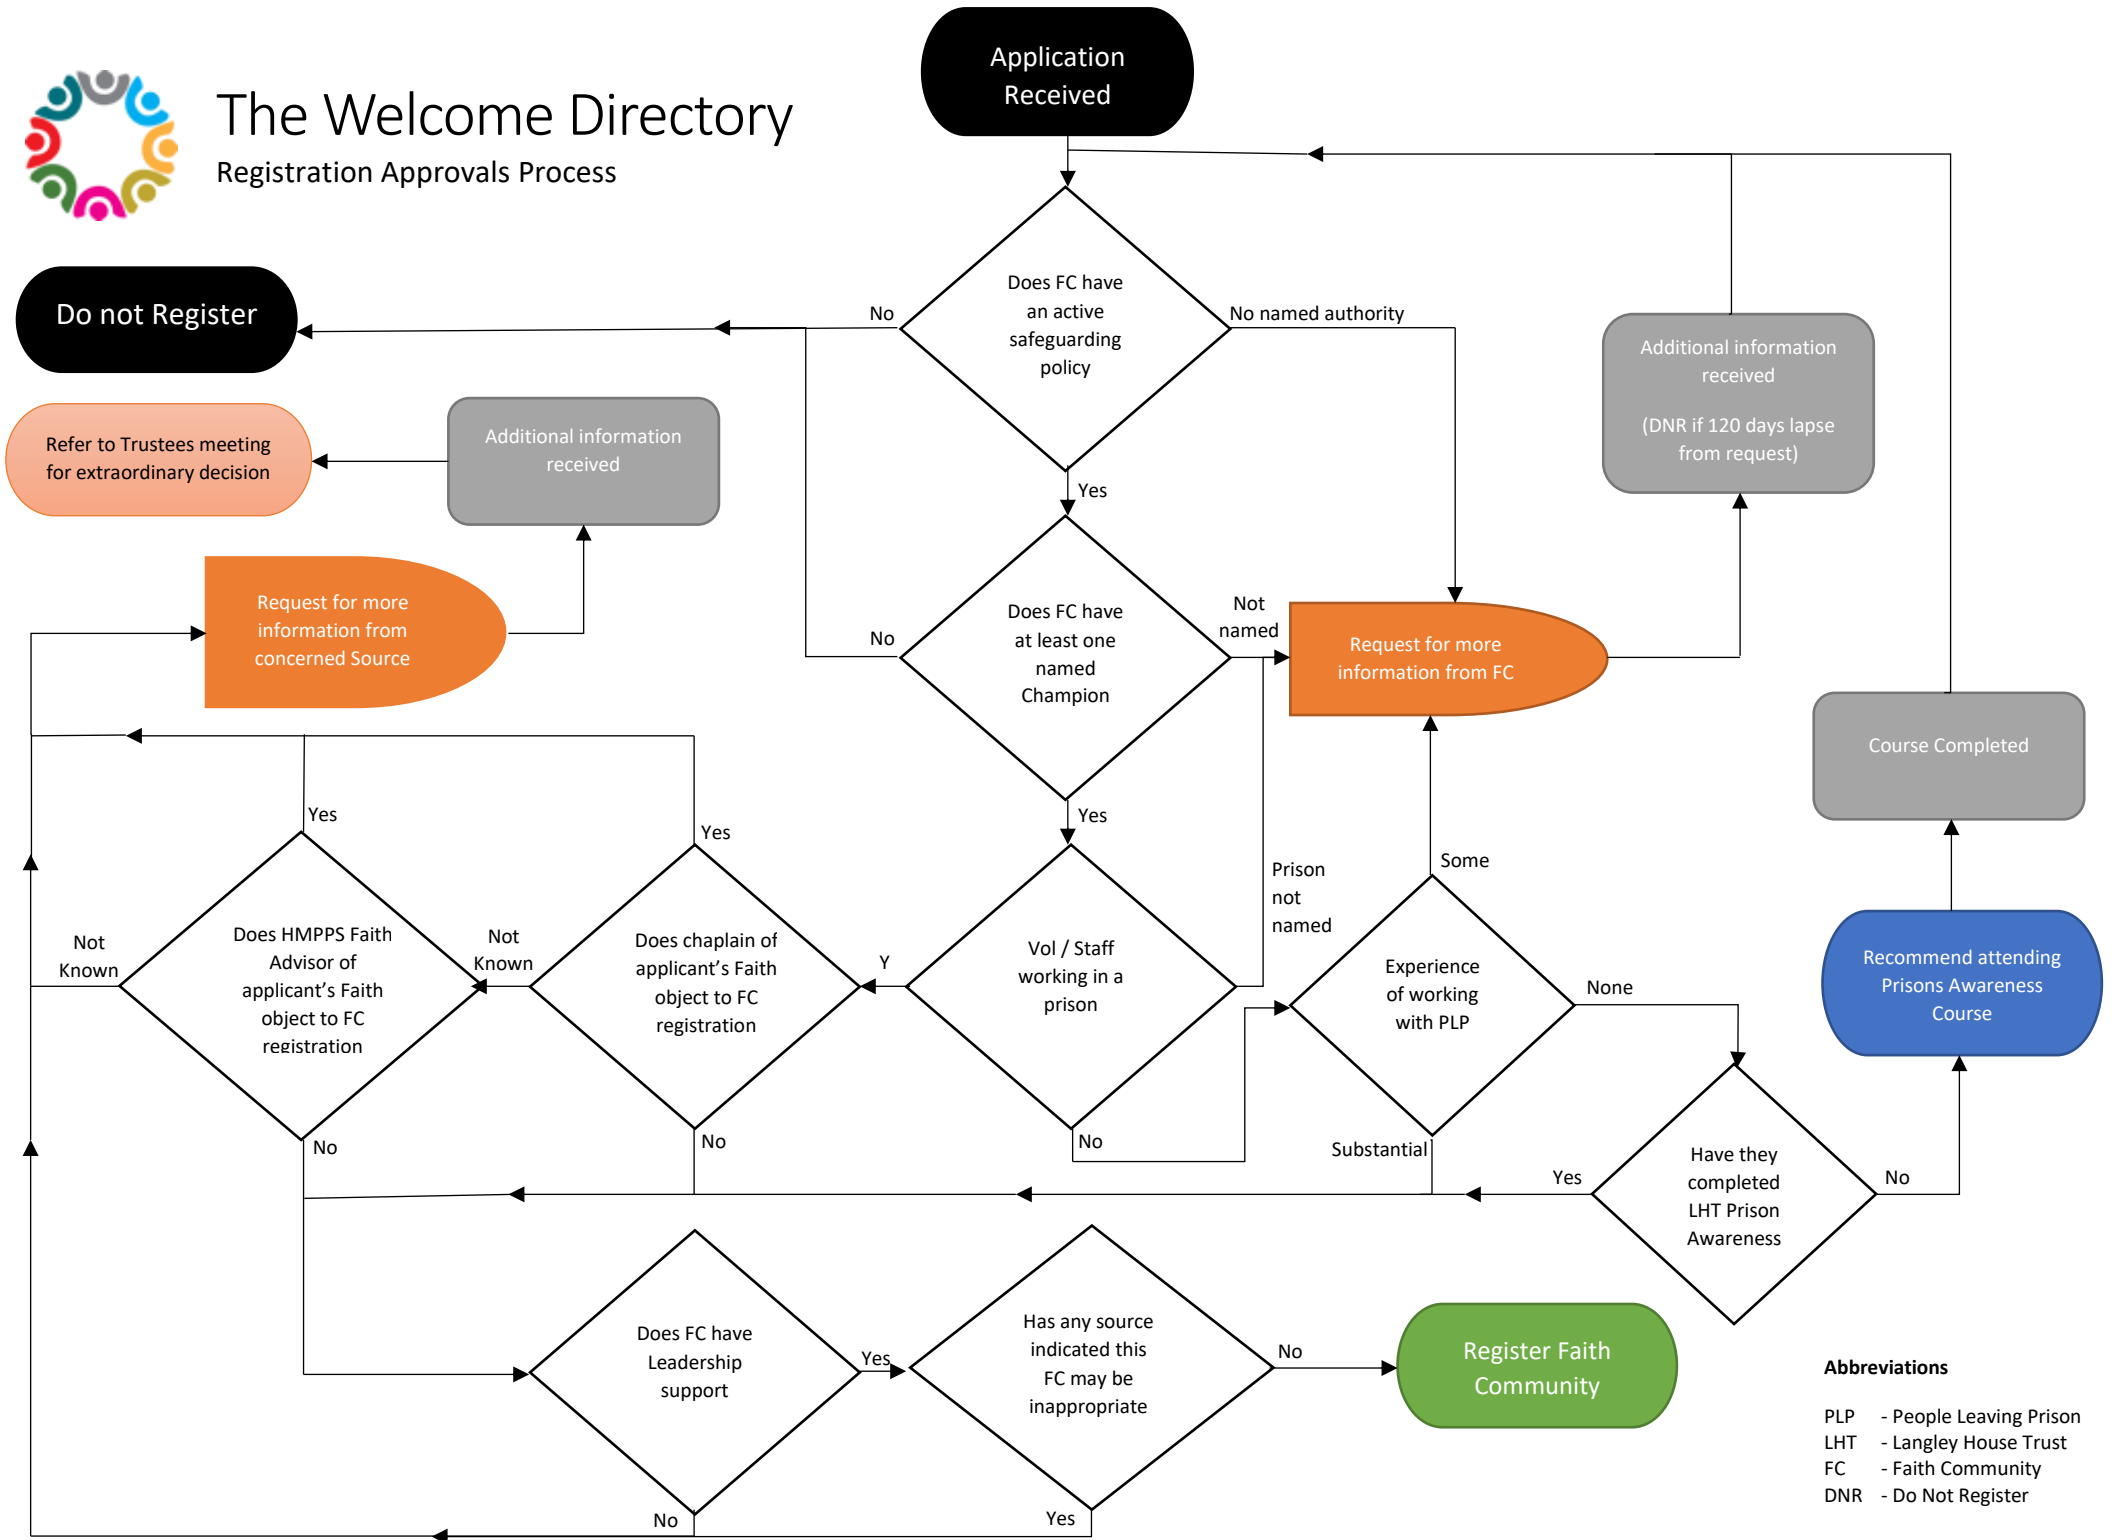 The Welcome Directory
Registration Approvals Process
Application
Received
Do not Register
No
Does FC have
an active
safeguarding
policy
No named authority
Yes
Additional information
received
(DNR if 120 days lapse
from request)
Refer to Trustees meeting
for extraordinary decision
Additional information
received
Request for more
information from
concerned Source
No
Does FC have
at least one
named
Champion
Not
named
Yes
Request for more
information from FC
Course Completed
Yes
Yes
Some
Prison
not
named
Not
Known
Does HMPPS Faith
Advisor of
applicant's Faith
object to FC
registration
No
Not
Known
Does chaplain of
applicant's Faith
object to FC
registration
No
Y
Vol / Staff
working in a
prison
No
Experience
of working
with PLP
None
Substantial
Recommend attending
Prisons Awareness
Course
Yes
Have they
completed
LHT Prison
Awareness
No
Does FC have
Leadership
support
Yes
Has any source
indicated this
FC may be
inappropriate
No
Register Faith
Community
No
Yes
Abbreviations
PLP - People Leaving Prison
LHT - Langley House Trust
FC - Faith Community
DNR - Do Not Register